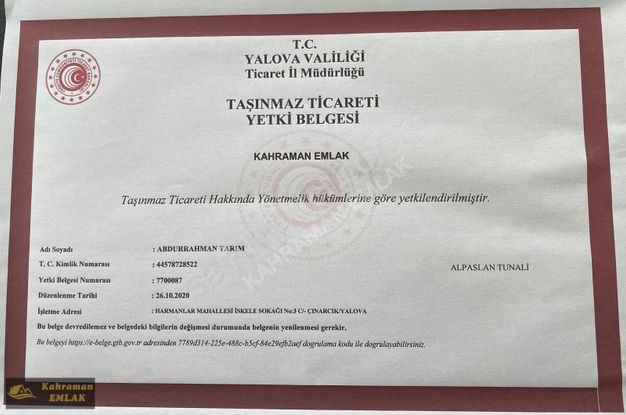 T.C.
YALOVA VALİLİĞİ
Ticaret İl Müdürlüğü
TAŞINMAZ TİCARETİ
YETKİ BELGESİ
KAHRAMAN EMLAK
Taşınmaz Ticareti Hakkında Yönetmelik hükümlerine göre yetkilendirilmiştir.
Adı Soyadı : ABDURRAHMAN TARIM
T. C. Kimlik Numarası : 44578728522
Yetki Belgesi Numarası : 7700087
ALPASLAN TUNALİ
Düzenlenme Tarihi : 26.10.2020
İşletme Adresi : HARMANLAR MAHALLESİ İSKELE SOKAĞI No:3 C/- ÇINARCIK/YALOVA
Bu belge devredilemez ve belgedeki bilgilerin değişmesi durumunda belgenin yenilenmesi gerekir.
Bu belgeyi https://e-belge.gtb.gov.tr adresinden 7789d314-225e-488c-b5cf-84e29efb2aef doğrulama kodu ile doğrulayabilirsiniz.
Kahraman
EMLAK